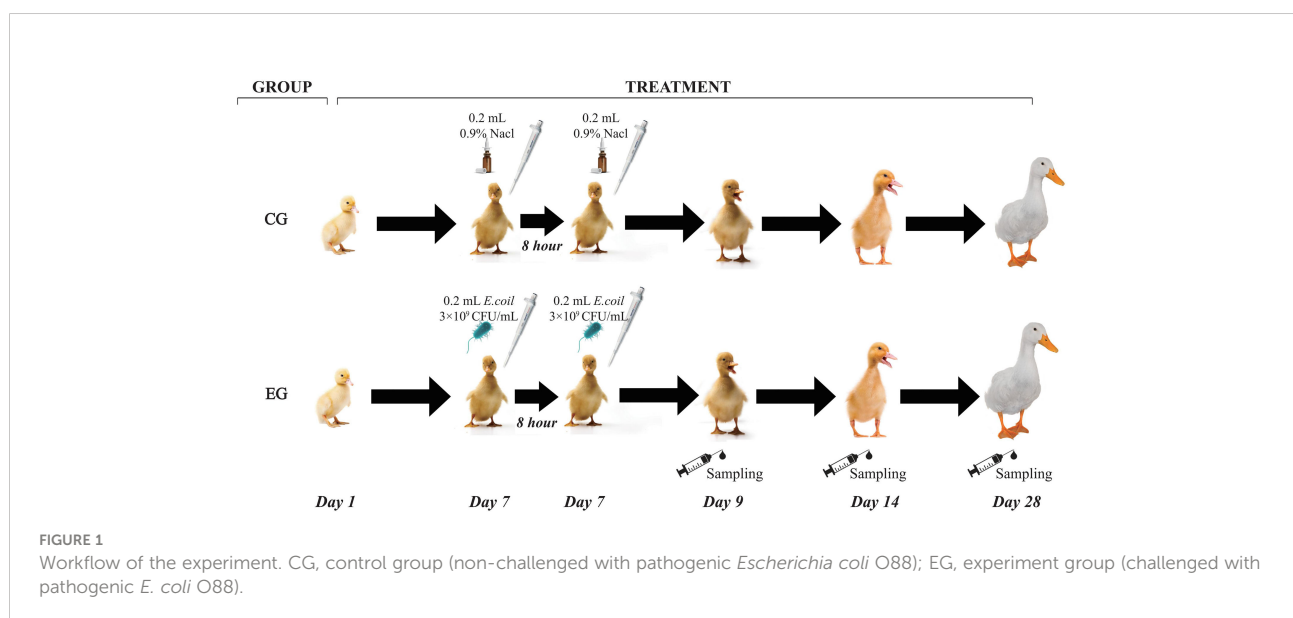 GROUP
TREATMENT
0.2 mL
0.9% Nacl
0.2 mL
0.9% Nacl
CG
8 hour
0.2 mL E.coil
3×10⁹ CFU/mL
0.2 mL E.coil
3×10⁹ CFU/mL
EG
8 hour
Sampling
Sampling
Sampling
Day 1
Day 7
Day 7
Day 9
Day 14
Day 28
FIGURE 1
Workflow of the experiment. CG, control group (non-challenged with pathogenic Escherichia coli O88); EG, experiment group (challenged with
pathogenic E. coli O88).